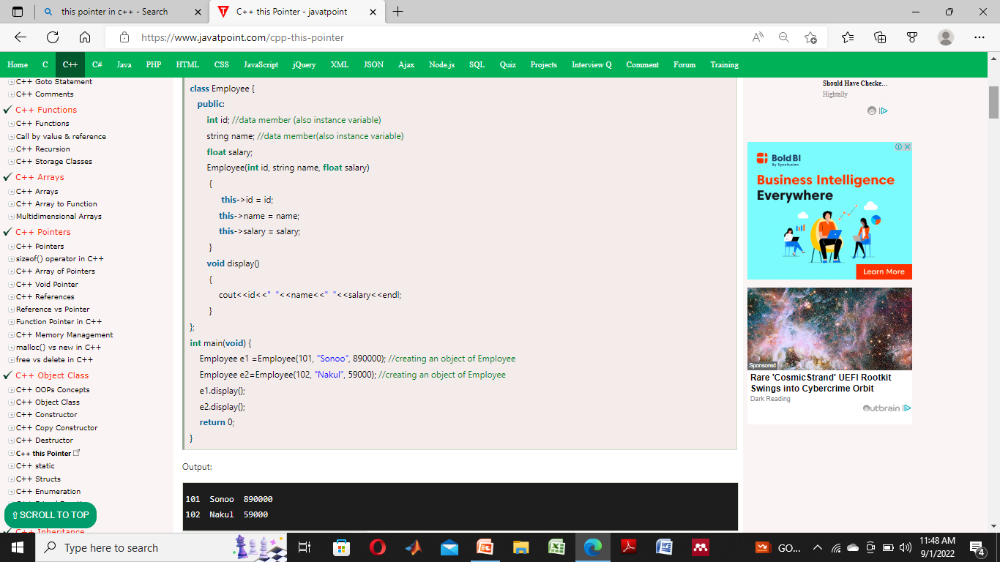 this pointer in c++ - Search
C++ this Pointer - javatpoint
https://www.javatpoint.com/cpp-this-pointer
Home C C++ C# Java PHP HTML CSS JavaScript jQuery XML JSON Ajax Node.js SQL Quiz Projects Interview Q Comment Forum Training
C++ Goto Statement
C++ Comments
C++ Functions
C++ Functions
Call by value & reference
C++ Recursion
C++ Storage Classes
C++ Arrays
C++ Arrays
C++ Array to Function
Multidimensional Arrays
C++ Pointers
C++ Pointers
sizeof() operator in C++
C++ Array of Pointers
C++ Void Pointer
C++ References
Reference vs Pointer
Function Pointer in C++
C++ Memory Management
malloc() vs new in C++
free vs delete in C++
C++ Object Class
C++ OOPs Concepts
C++ Object Class
C++ Constructor
C++ Copy Constructor
C++ Destructor
C++ this Pointer
C++ static
C++ Structs
C++ Enumeration
⇧SCROLL TO TOP
C++ Inheritance
class Employee {
public:
int id; //data member (also instance variable)
string name; //data member(also instance variable)
float salary;
Employee(int id, string name, float salary)
{
this->id = id;
this->name = name;
this->salary = salary;
}
void display()
{
cout<<id<<"  "<<name<<"  "<<salary<<endl;
}
};
int main(void) {
Employee e1 =Employee(101, "Sonoo", 890000); //creating an object of Employee
Employee e2=Employee(102, "Nakul", 59000); //creating an object of Employee
e1.display();
e2.display();
return 0;
}
Output:
101  Sonoo  890000
102  Nakul  59000
Should Have Checke...
Hightally
Bold BI
By Syncfusion
Business Intelligence
Everywhere
Learn More
Sponsored
Rare 'CosmicStrand' UEFI Rootkit
Swings into Cybercrime Orbit
Dark Reading
Outbrain
Type here to search
GO...
11:48 AM
9/1/2022
4